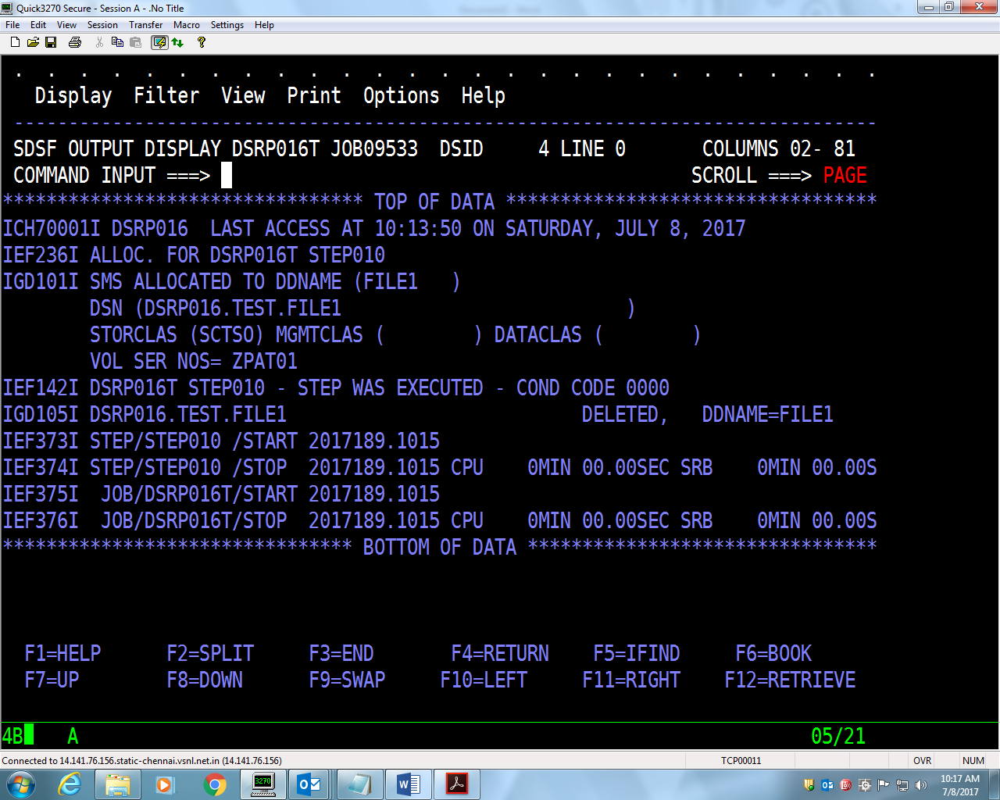 Quick3270 Secure - Session A - .No Title
File Edit View Session Transfer Macro Settings Help
. . . . . . . . . . . . . . . . . . . . . . . . . . .
Display Filter View Print Options Help
-------------------------------------------------------------------------------
SDSF OUTPUT DISPLAY DSRP016T JOB09533 DSID 4 LINE 0 COLUMNS 02- 81
COMMAND INPUT ===> SCROLL ===> PAGE
********************************* TOP OF DATA **********************************
ICH70001I DSRP016 LAST ACCESS AT 10:13:50 ON SATURDAY, JULY 8, 2017
IEF236I ALLOC. FOR DSRP016T STEP010
IGD101I SMS ALLOCATED TO DDNAME (FILE1 )
DSN (DSRP016.TEST.FILE1 )
STORCLAS (SCTSO) MGMTCLAS ( ) DATACLAS ( )
VOL SER NOS= ZPAT01
IEF142I DSRP016T STEP010 - STEP WAS EXECUTED - COND CODE 0000
IGD105I DSRP016.TEST.FILE1 DELETED, DDNAME=FILE1
IEF373I STEP/STEP010 /START 2017189.1015
IEF374I STEP/STEP010 /STOP 2017189.1015 CPU 0MIN 00.00SEC SRB 0MIN 00.00S
IEF375I JOB/DSRP016T/START 2017189.1015
IEF376I JOB/DSRP016T/STOP 2017189.1015 CPU 0MIN 00.00SEC SRB 0MIN 00.00S
******************************** BOTTOM OF DATA ********************************
F1=HELP F2=SPLIT F3=END F4=RETURN F5=IFIND F6=BOOK
F7=UP F8=DOWN F9=SWAP F10=LEFT F11=RIGHT F12=RETRIEVE
4B A 05/21
Connected to 14.141.76.156.static-chennai.vsnl.net.in (14.141.76.156) TCP00011 OVR NUM
3270
10:17 AM
7/8/2017